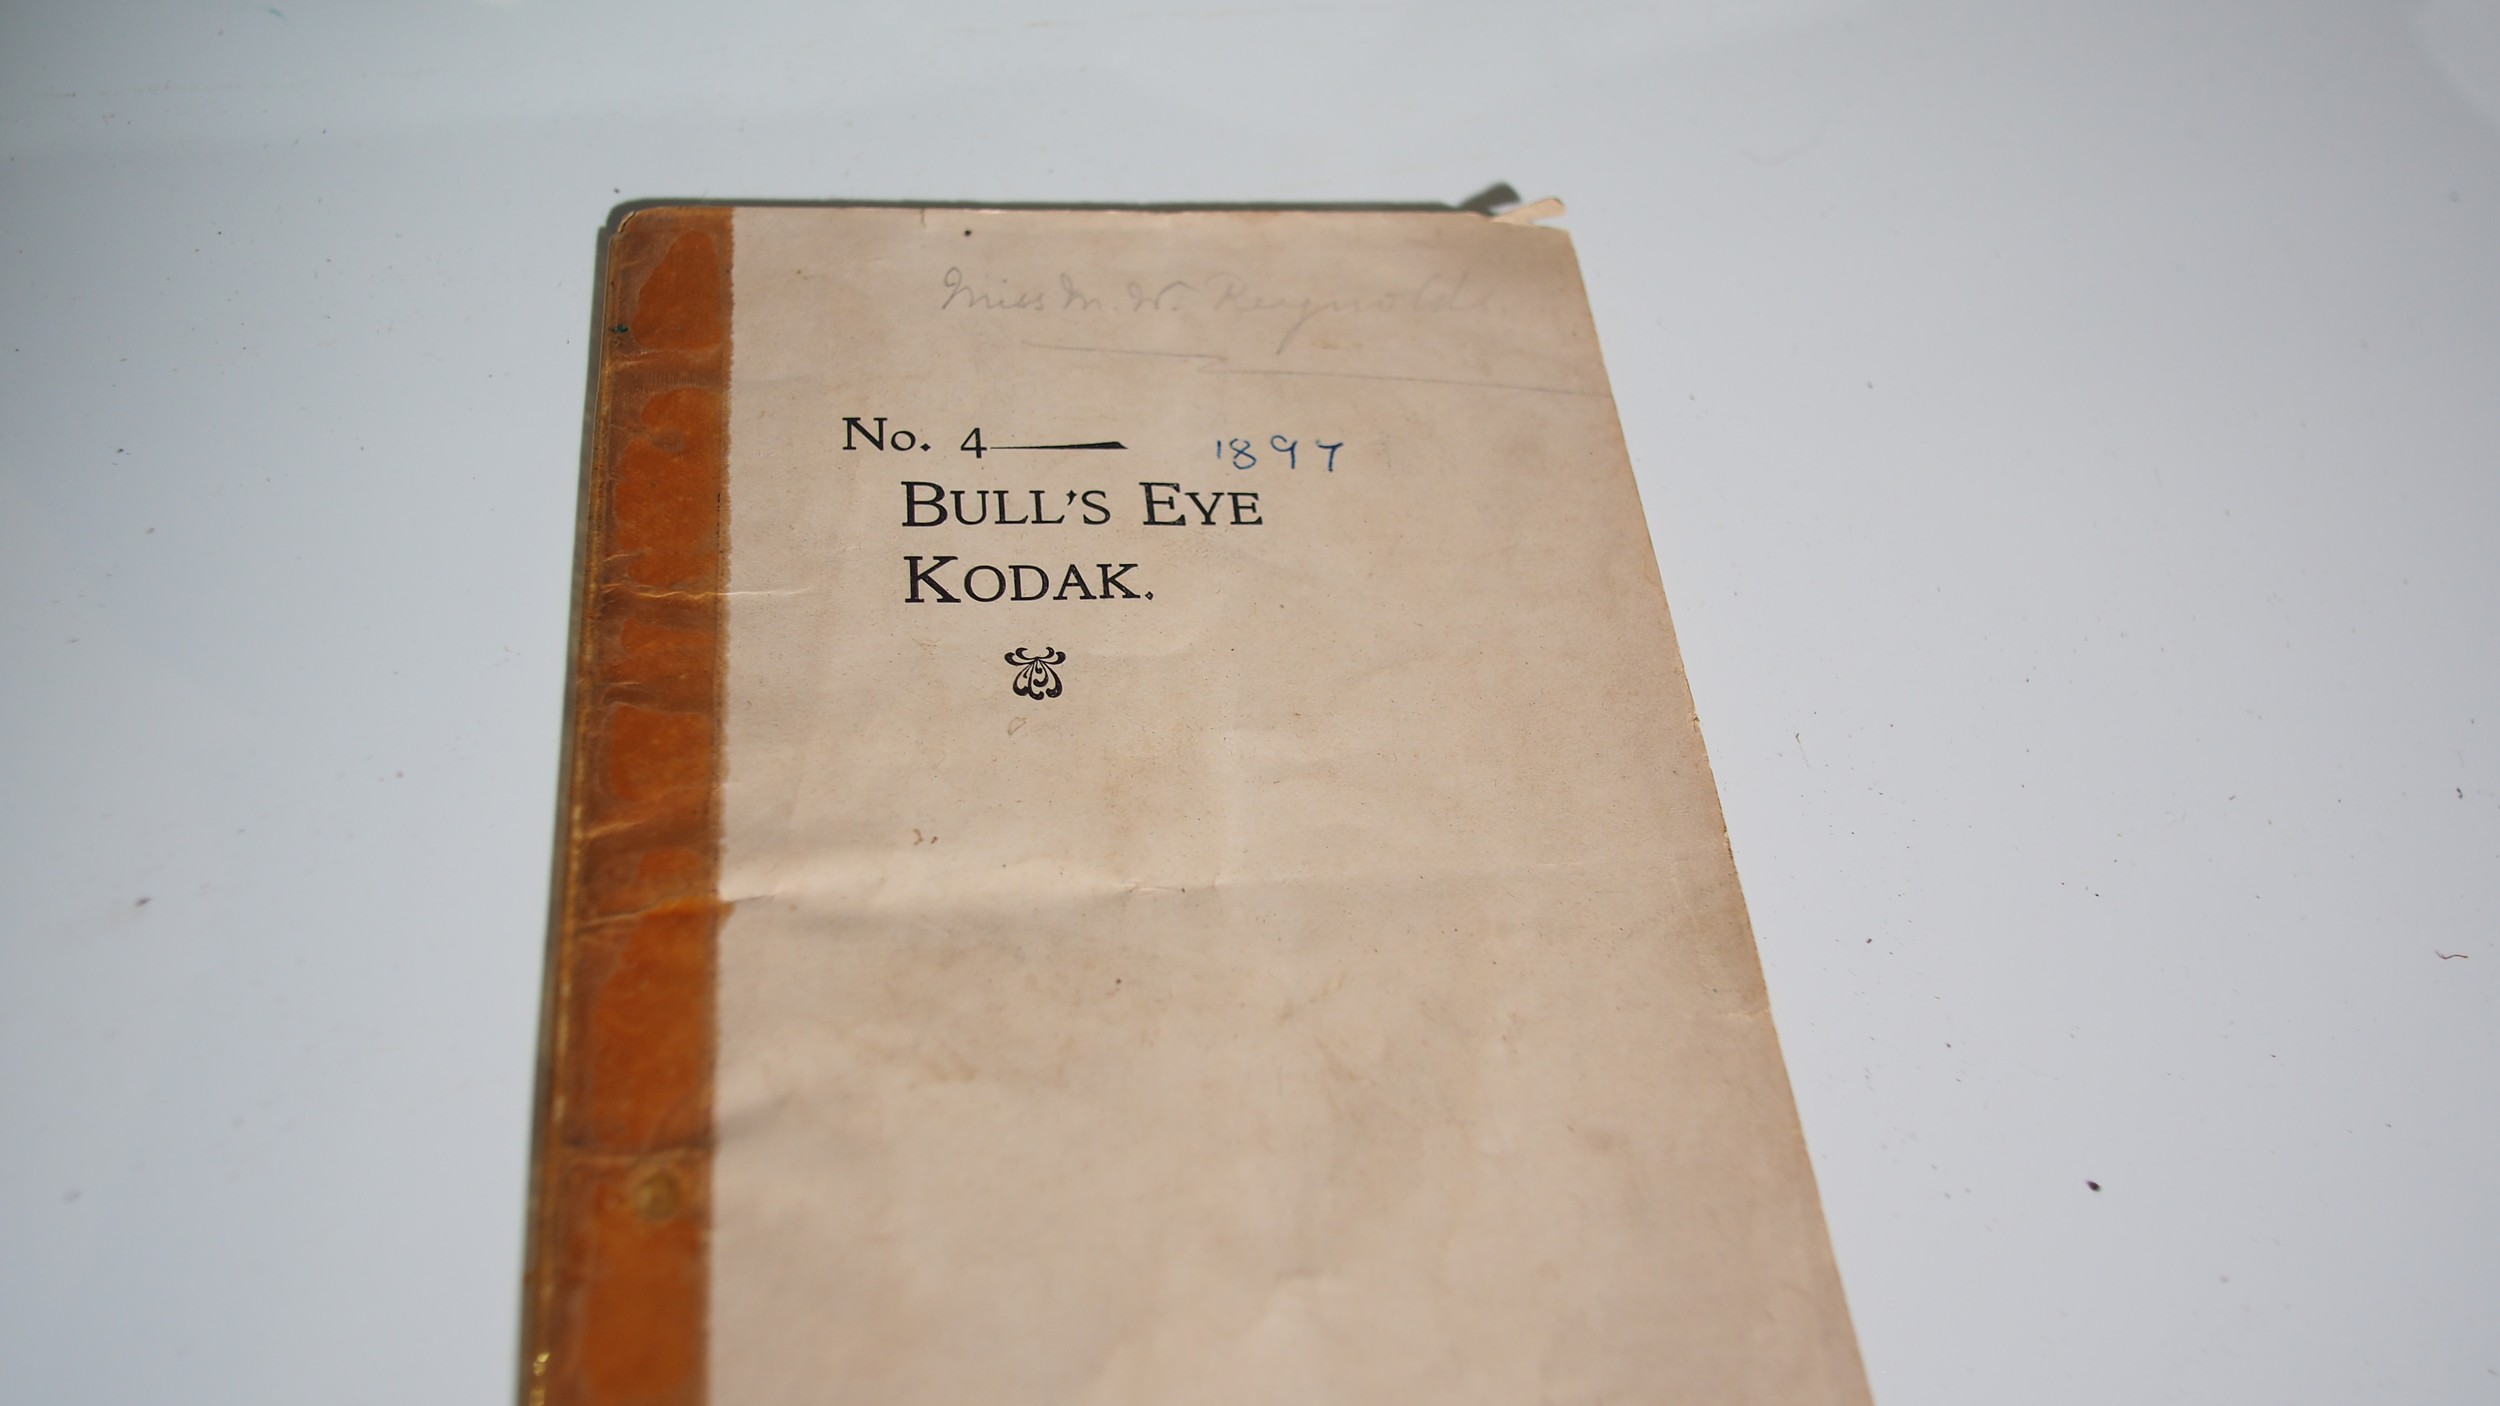 Miss M. W. Reynolds.
No. 4 1897
BULL'S EYE
KODAK.